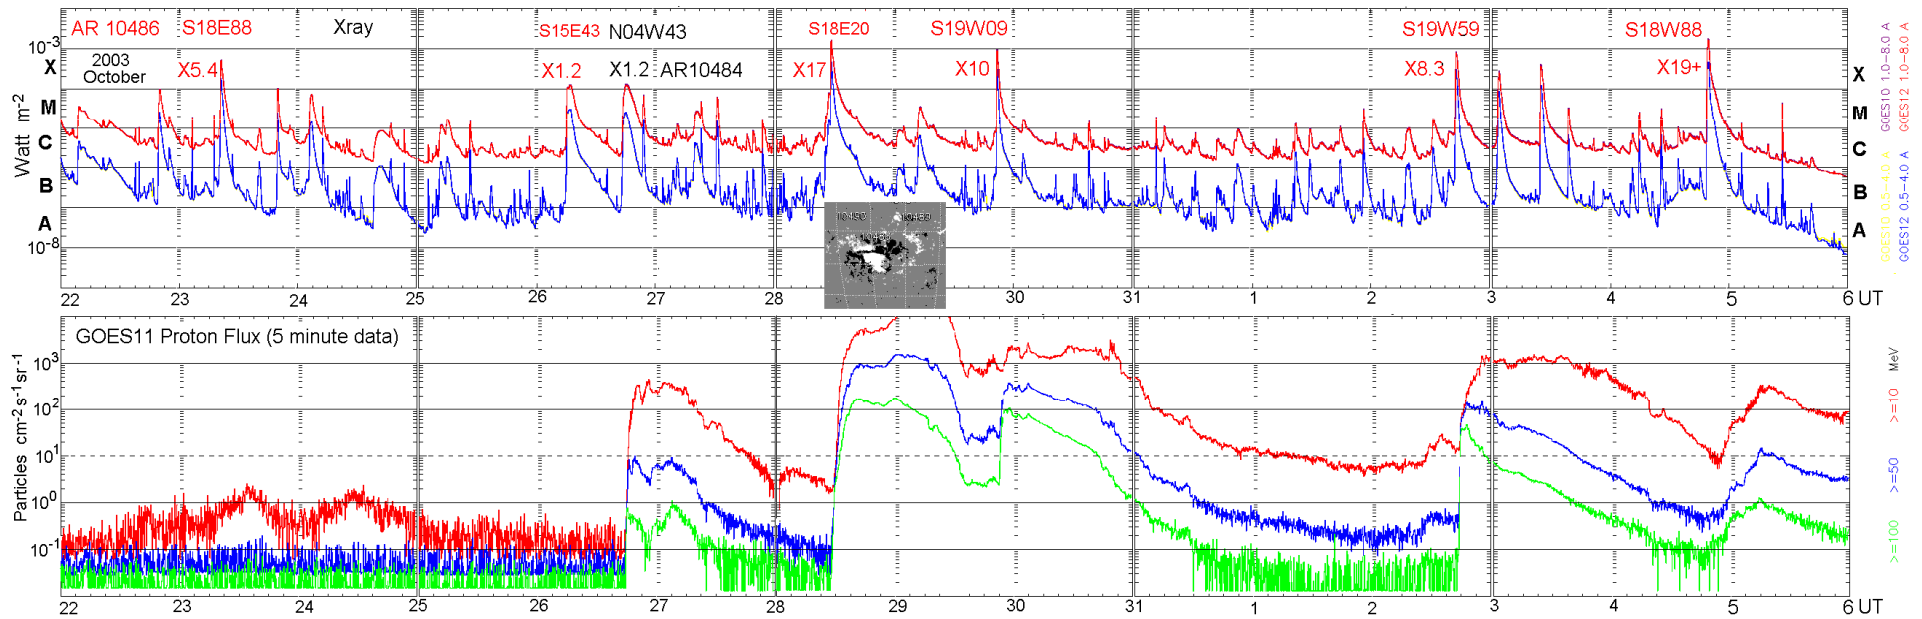 AR 10486 S18E88 Xray S15E43 N04W43 S18E20 S19W09 S19W59 S18W88
2003
October
X5.4 X1.2 X1.2 AR10484 X17 X10 X8.3 X19+
10-3
X
M
C
B
A
10-8
Watt m-2
X
M
C
B
A
GOES10 1.0-8.0 A
GOES12 1.0-8.0 A
GOES10 0.5-4.0 A
GOES12 0.5-4.0 A
22 23 24 25 26 27 28 29 30 31 1 2 3 4 5 6 UT
GOES11 Proton Flux (5 minute data)
103
102
101
100
10-1
Particles cm-2s-1sr-1
MeV
>=10
>=50
>=100
22 23 24 25 26 27 28 29 30 31 1 2 3 4 5 6 UT